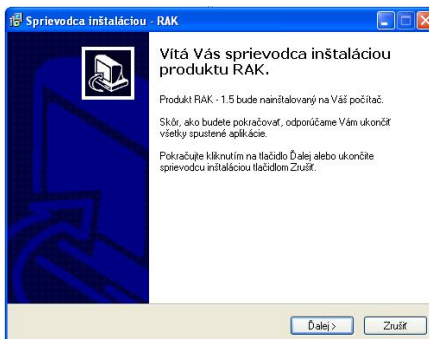 Sprievodca inštaláciou - RAK
Vítá Vás sprievodca inštaláciou
produktu RAK.
Produkt RAK - 1.5 bude nainštalovaný na Váš počítač.
Skôr, ako budete pokračovať, odporúčame Vám ukončiť
všetky spustené aplikácie.
Pokračujte kliknutím na tlačidlo Ďalej alebo ukončite
sprievodcu inštaláciou tlačidlom Zrušiť.
Ďalej >
Zrušiť